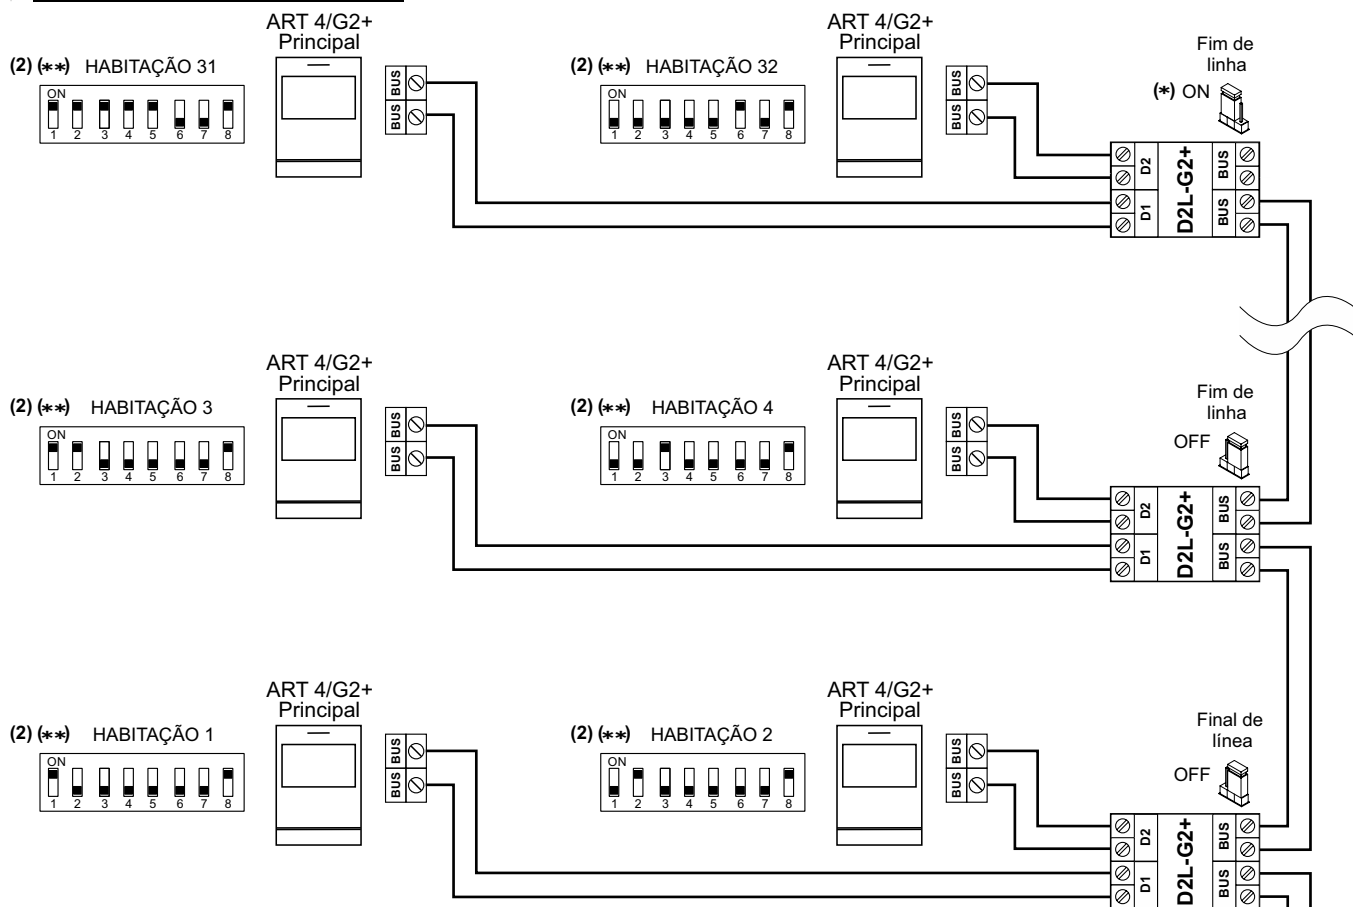 ART 4/G2+
Principal
(2) (**) HABITAÇÃO 31
ON
1 2 3 4 5 6 7 8
BUS
BUS
ART 4/G2+
Principal
(2) (**) HABITAÇÃO 32
ON
1 2 3 4 5 6 7 8
BUS
BUS
Fim de
linha
(*) ON
D2
D1
D2L-G2+
BUS
BUS
ART 4/G2+
Principal
(2) (**) HABITAÇÃO 3
ON
1 2 3 4 5 6 7 8
BUS
BUS
ART 4/G2+
Principal
(2) (**) HABITAÇÃO 4
ON
1 2 3 4 5 6 7 8
BUS
BUS
Fim de
linha
OFF
D2
D1
D2L-G2+
BUS
BUS
ART 4/G2+
Principal
(2) (**) HABITAÇÃO 1
ON
1 2 3 4 5 6 7 8
BUS
BUS
ART 4/G2+
Principal
(2) (**) HABITAÇÃO 2
ON
1 2 3 4 5 6 7 8
BUS
BUS
Final de
línea
OFF
D2
D1
D2L-G2+
BUS
BUS